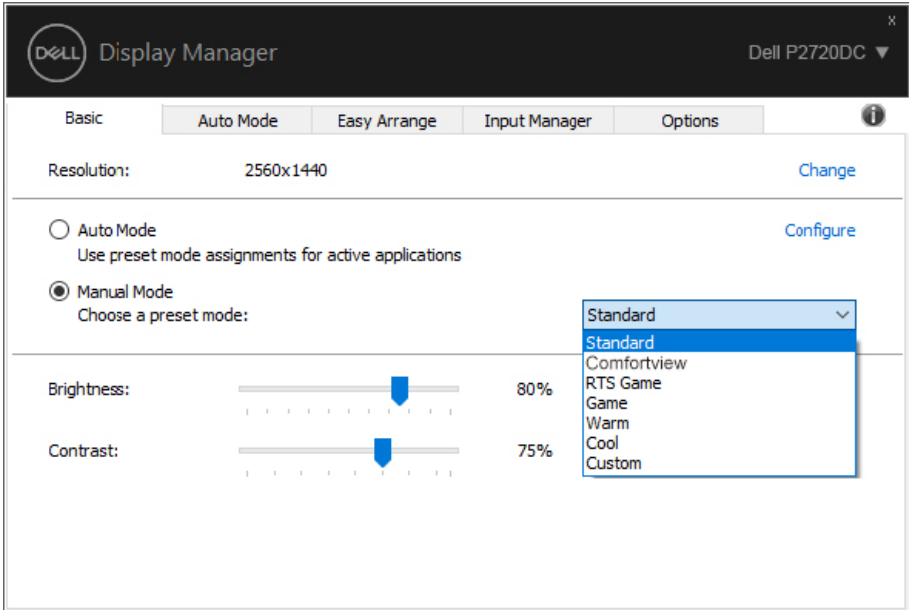 x
DELL Display Manager
Dell P2720DC ▼
Basic
Auto Mode
Easy Arrange
Input Manager
Options
Resolution:
2560x1440
Change
Auto Mode
Configure
Use preset mode assignments for active applications
Manual Mode
Choose a preset mode:
Standard
Standard
Comfortview
RTS Game
Game
Warm
Cool
Custom
Brightness:
80%
Contrast:
75%